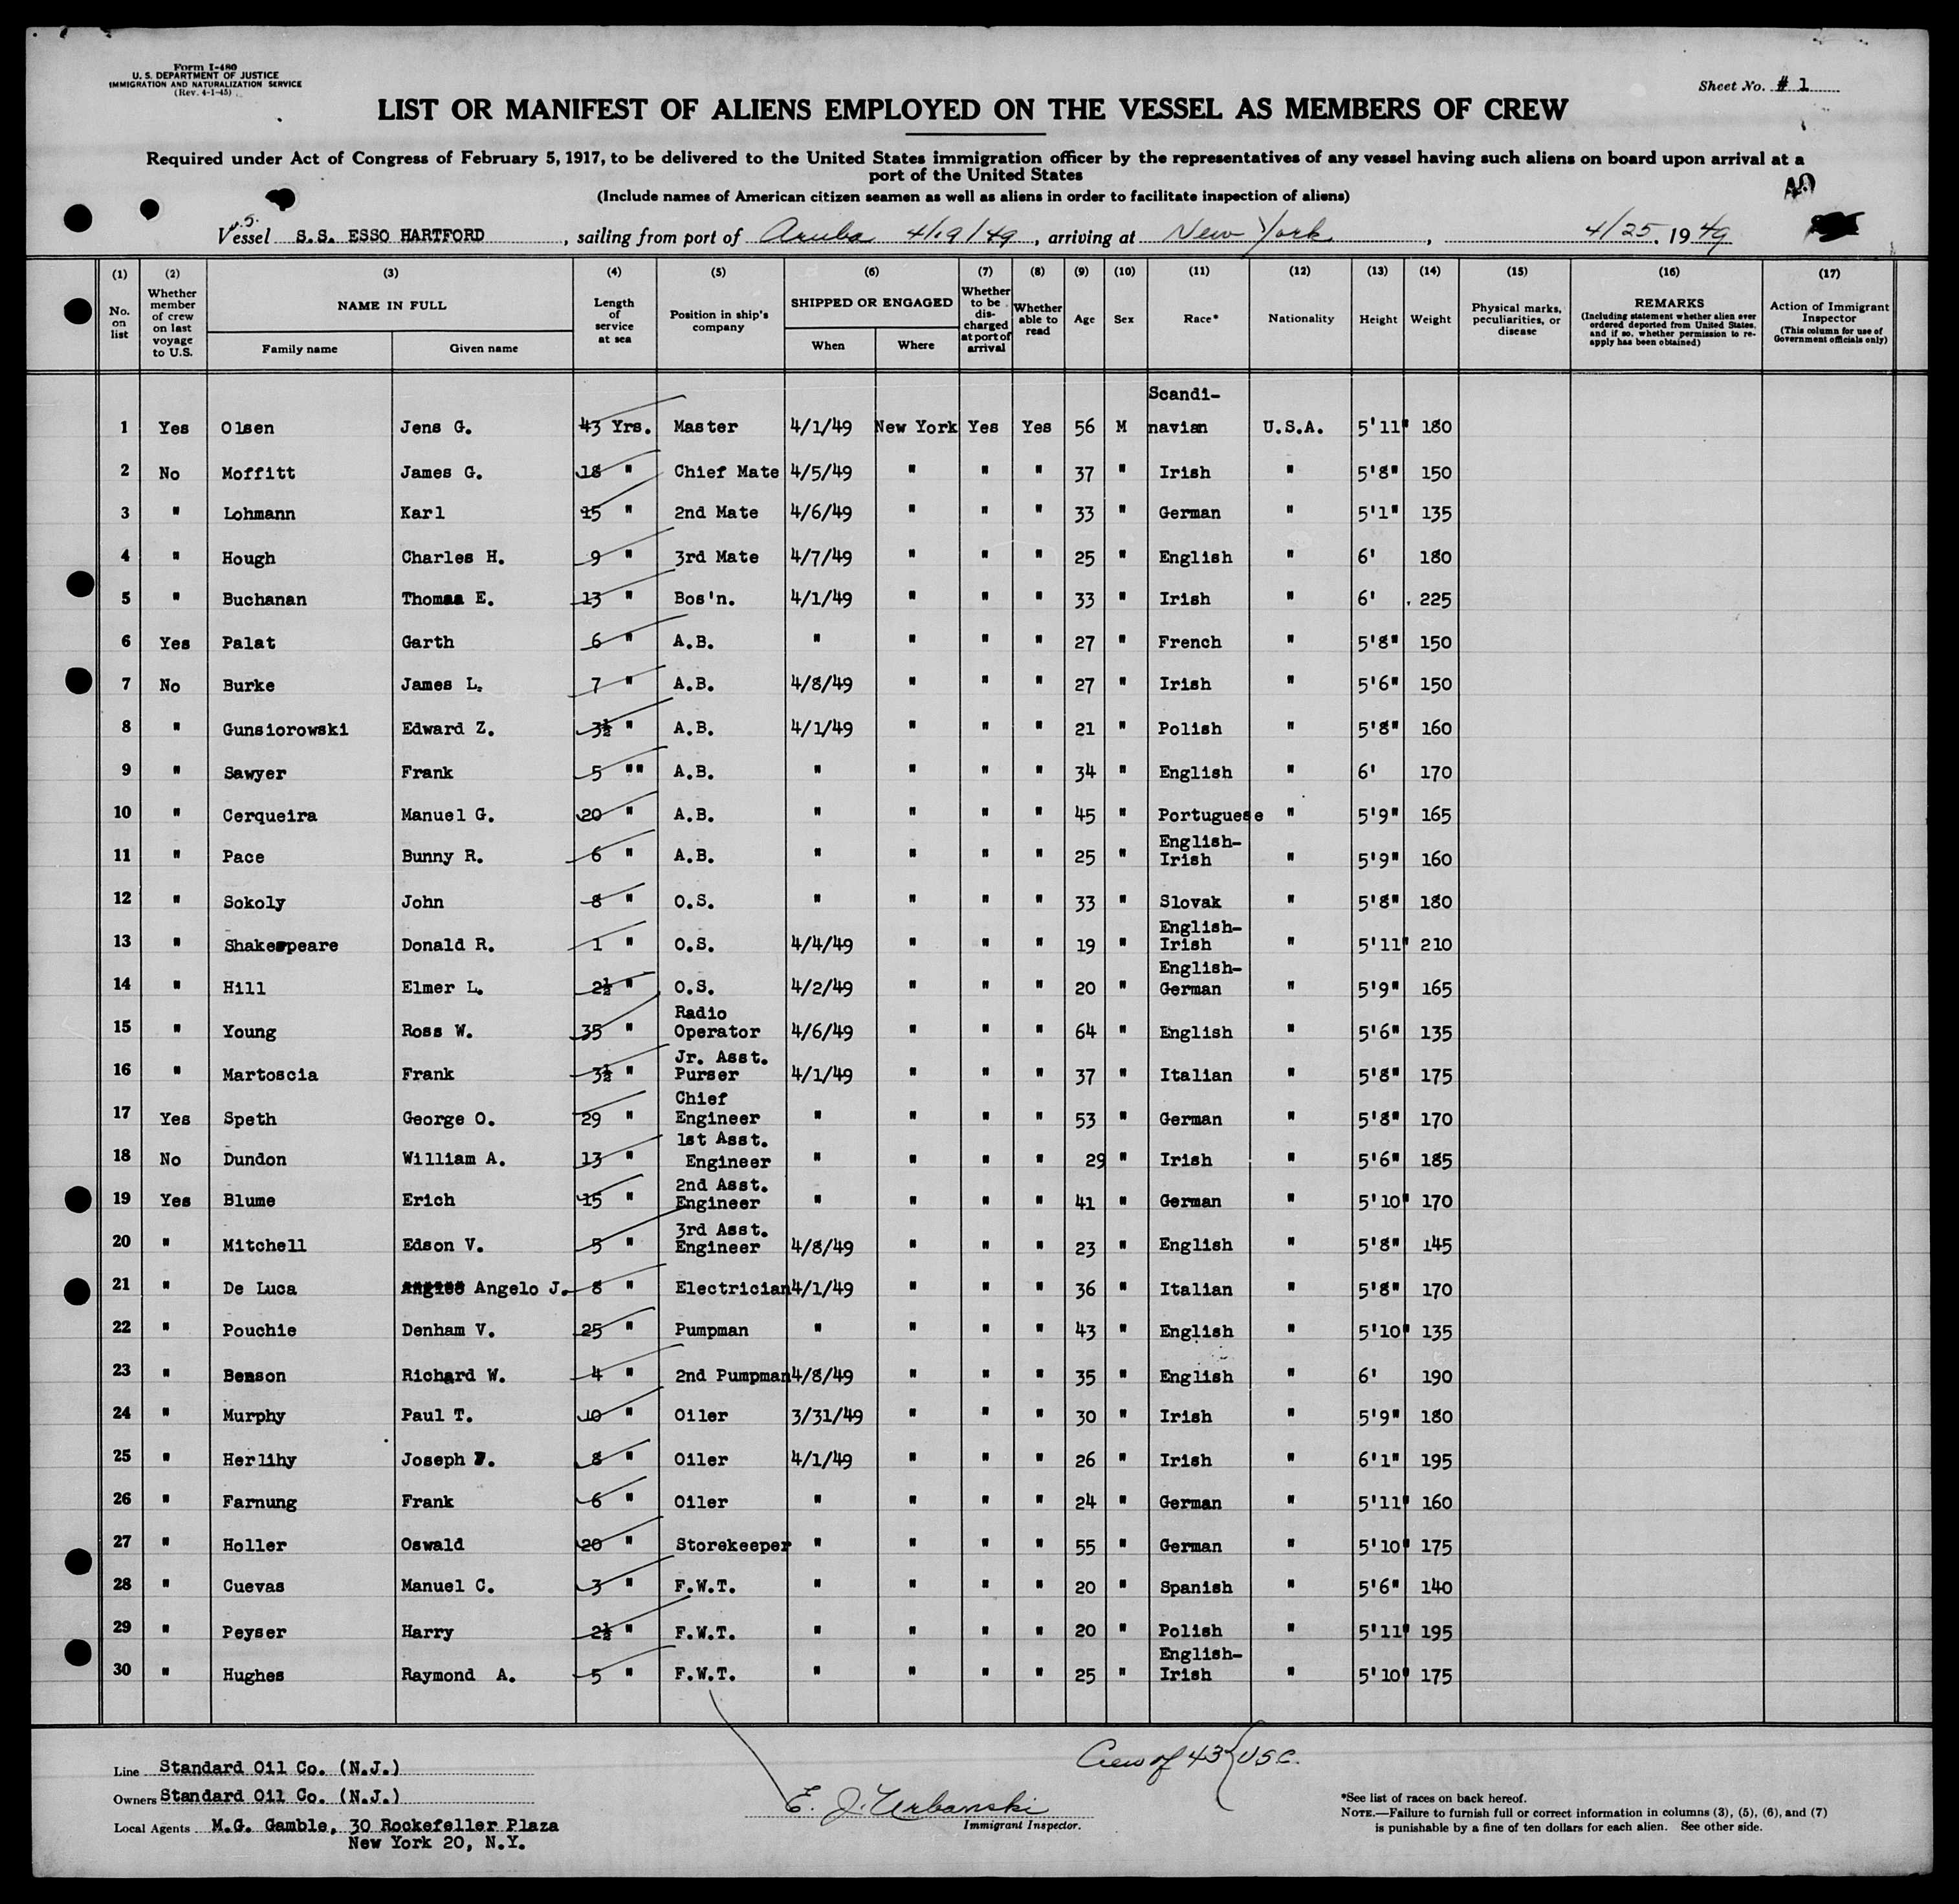 Form I-480
U. S. DEPARTMENT OF JUSTICE
IMMIGRATION AND NATURALIZATION SERVICE
(Rev. 4-1-45)
Sheet No. # 1
LIST OR MANIFEST OF ALIENS EMPLOYED ON THE VESSEL AS MEMBERS OF CREW
Required under Act of Congress of February 5, 1917, to be delivered to the United States immigration officer by the representatives of any vessel having such aliens on board upon arrival at a
port of the United States
(Include names of American citizen seamen as well as aliens in order to facilitate inspection of aliens)
Vessel S.S. ESSO HARTFORD, sailing from port of Aruba 4/19/49, arriving at New York, 4/25, 1949
(1) (2) (3) (4) (5) (6) (7) (8) (9) (10) (11) (12) (13) (14) (15) (16) (17)
No. on list
Whether member of crew on last voyage to U.S.
NAME IN FULL
Family name
Given name
Length of service at sea
Position in ship's company
SHIPPED OR ENGAGED
When
Where
Whether to be discharged at port of arrival
Whether able to read
Age
Sex
Race*
Nationality
Height
Weight
Physical marks, peculiarities, or disease
REMARKS
(Including statement whether alien ever ordered deported from United States, and if so, whether permission to re-apply has been obtained)
Action of Immigrant Inspector
(This column for use of Government officials only)
1 Yes Olsen Jens G. 43 Yrs. Master 4/1/49 New York Yes Yes 56 M Scandi-navian U.S.A. 5'11" 180
2 No Moffitt James G. 18 " Chief Mate 4/5/49 " " " 37 " Irish " 5'8" 150
3 " Lohmann Karl 15 " 2nd Mate 4/6/49 " " " 33 " German " 5'1" 135
4 " Hough Charles H. 9 " 3rd Mate 4/7/49 " " " 25 " English " 6' 180
5 " Buchanan Thomas E. 13 " Bos'n. 4/1/49 " " " 33 " Irish " 6' 225
6 Yes Palat Garth 6 " A.B. " " " " 27 " French " 5'8" 150
7 No Burke James L. 7 " A.B. 4/8/49 " " " 27 " Irish " 5'6" 150
8 " Gunsiorowski Edward Z. 3½ " A.B. 4/1/49 " " " 21 " Polish " 5'8" 160
9 " Sawyer Frank 5 "" A.B. " " " " 34 " English " 6' 170
10 " Cerqueira Manuel G. 20 " A.B. " " " " 45 " Portuguese " 5'9" 165
11 " Pace Bunny R. 6 " A.B. " " " " 25 " English-Irish " 5'9" 160
12 " Sokoly John 8 " O.S. " " " " 33 " Slovak " 5'8" 180
13 " Shakespeare Donald R. 1 " O.S. 4/4/49 " " " 19 " English-Irish " 5'11" 210
14 " Hill Elmer L. 2½ " O.S. 4/2/49 " " " 20 " English-German " 5'9" 165
15 " Young Ross W. 35 " Radio Operator 4/6/49 " " " 64 " English " 5'6" 135
16 " Martoscia Frank 3½ " Jr. Asst. Purser 4/1/49 " " " 37 " Italian " 5'8" 175
17 Yes Speth George O. 29 " Chief Engineer " " " " 53 " German " 5'8" 170
18 No Dundon William A. 13 " 1st Asst. Engineer " " " " 29 " Irish " 5'6" 185
19 Yes Blume Erich 15 " 2nd Asst. Engineer " " " " 41 " German " 5'10" 170
20 " Mitchell Edson V. 5 " 3rd Asst. Engineer 4/8/49 " " " 23 " English " 5'8" 145
21 " De Luca Angelo J. 8 " Electrician 4/1/49 " " " 36 " Italian " 5'8" 170
22 " Pouchie Denham V. 25 " Pumpman " " " " 43 " English " 5'10" 135
23 " Benson Richard W. 4 " 2nd Pumpman 4/8/49 " " " 35 " English " 6' 190
24 " Murphy Paul T. 10 " Oiler 3/31/49 " " " 30 " Irish " 5'9" 180
25 " Herlihy Joseph 8 " Oiler 4/1/49 " " " 26 " Irish " 6'1" 195
26 " Farnung Frank 6 " Oiler " " " " 24 " German " 5'11" 160
27 " Holler Oswald 20 " Storekeeper " " " " 55 " German " 5'10" 175
28 " Cuevas Manuel C. 3 " F.W.T. " " " " 20 " Spanish " 5'6" 140
29 " Peyser Harry 2½ " F.W.T. " " " " 20 " Polish " 5'11" 195
30 " Hughes Raymond A. 5 " F.W.T. " " " " 25 " English-Irish " 5'10" 175
Crew of 43 { USC.
Line Standard Oil Co. (N.J.)
Owners Standard Oil Co. (N.J.)
Local Agents M.G. Gamble, 30 Rockefeller Plaza
New York 20, N.Y.
E. J. Urbanski
Immigrant Inspector.
*See list of races on back hereof.
NOTE.—Failure to furnish full or correct information in columns (3), (5), (6), and (7)
is punishable by a fine of ten dollars for each alien. See other side.